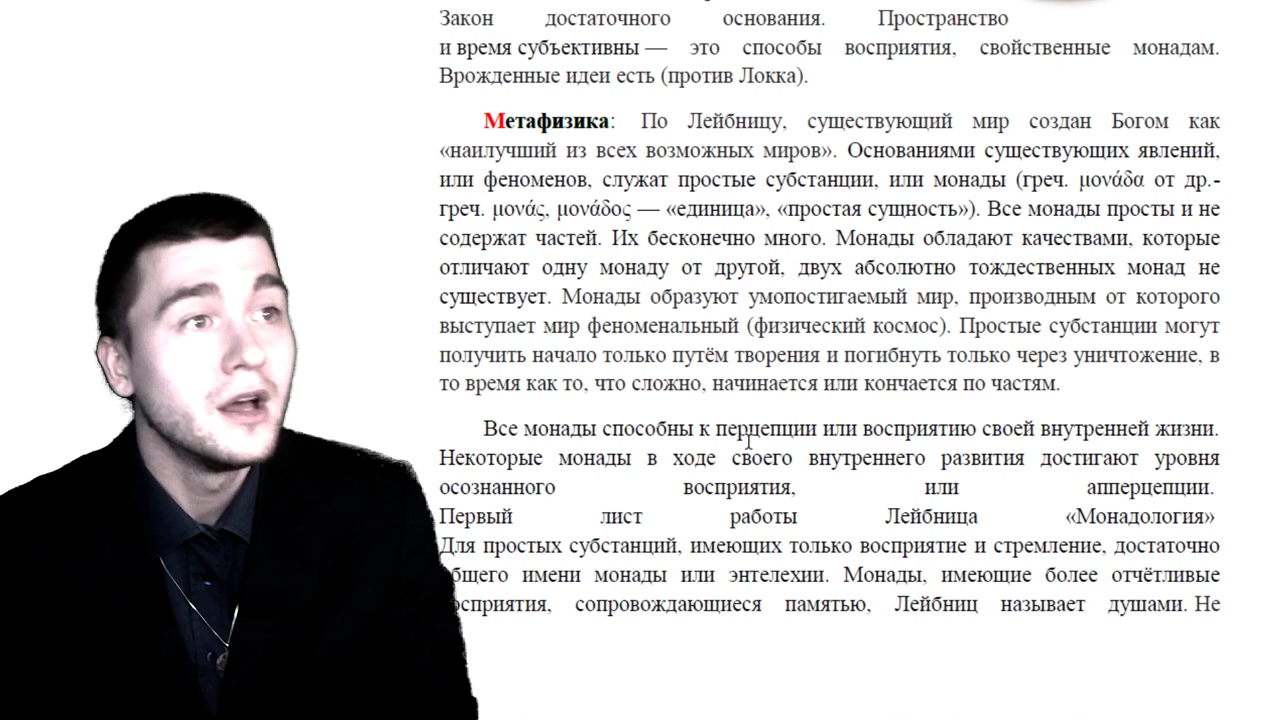 Закон достаточного основания. Пространство
и время субъективны — это способы восприятия, свойственные монадам.
Врожденные идеи есть (против Локка).
Метафизика: По Лейбницу, существующий мир создан Богом как
«наилучший из всех возможных миров». Основаниями существующих явлений,
или феноменов, служат простые субстанции, или монады (греч. μονάδα от др.-
греч. μονάς, μονάδος — «единица», «простая сущность»). Все монады просты и не
содержат частей. Их бесконечно много. Монады обладают качествами, которые
отличают одну монаду от другой, двух абсолютно тождественных монад не
существует. Монады образуют умопостигаемый мир, производным от которого
выступает мир феноменальный (физический космос). Простые субстанции могут
получить начало только путём творения и погибнуть только через уничтожение, в
то время как то, что сложно, начинается или кончается по частям.
Все монады способны к перцепции или восприятию своей внутренней жизни.
Некоторые монады в ходе своего внутреннего развития достигают уровня
осознанного восприятия, или апперцепции.
Первый лист работы Лейбница «Монадология»
Для простых субстанций, имеющих только восприятие и стремление, достаточно
общего имени монады или энтелехии. Монады, имеющие более отчётливые
восприятия, сопровождающиеся памятью, Лейбниц называет душами. Не